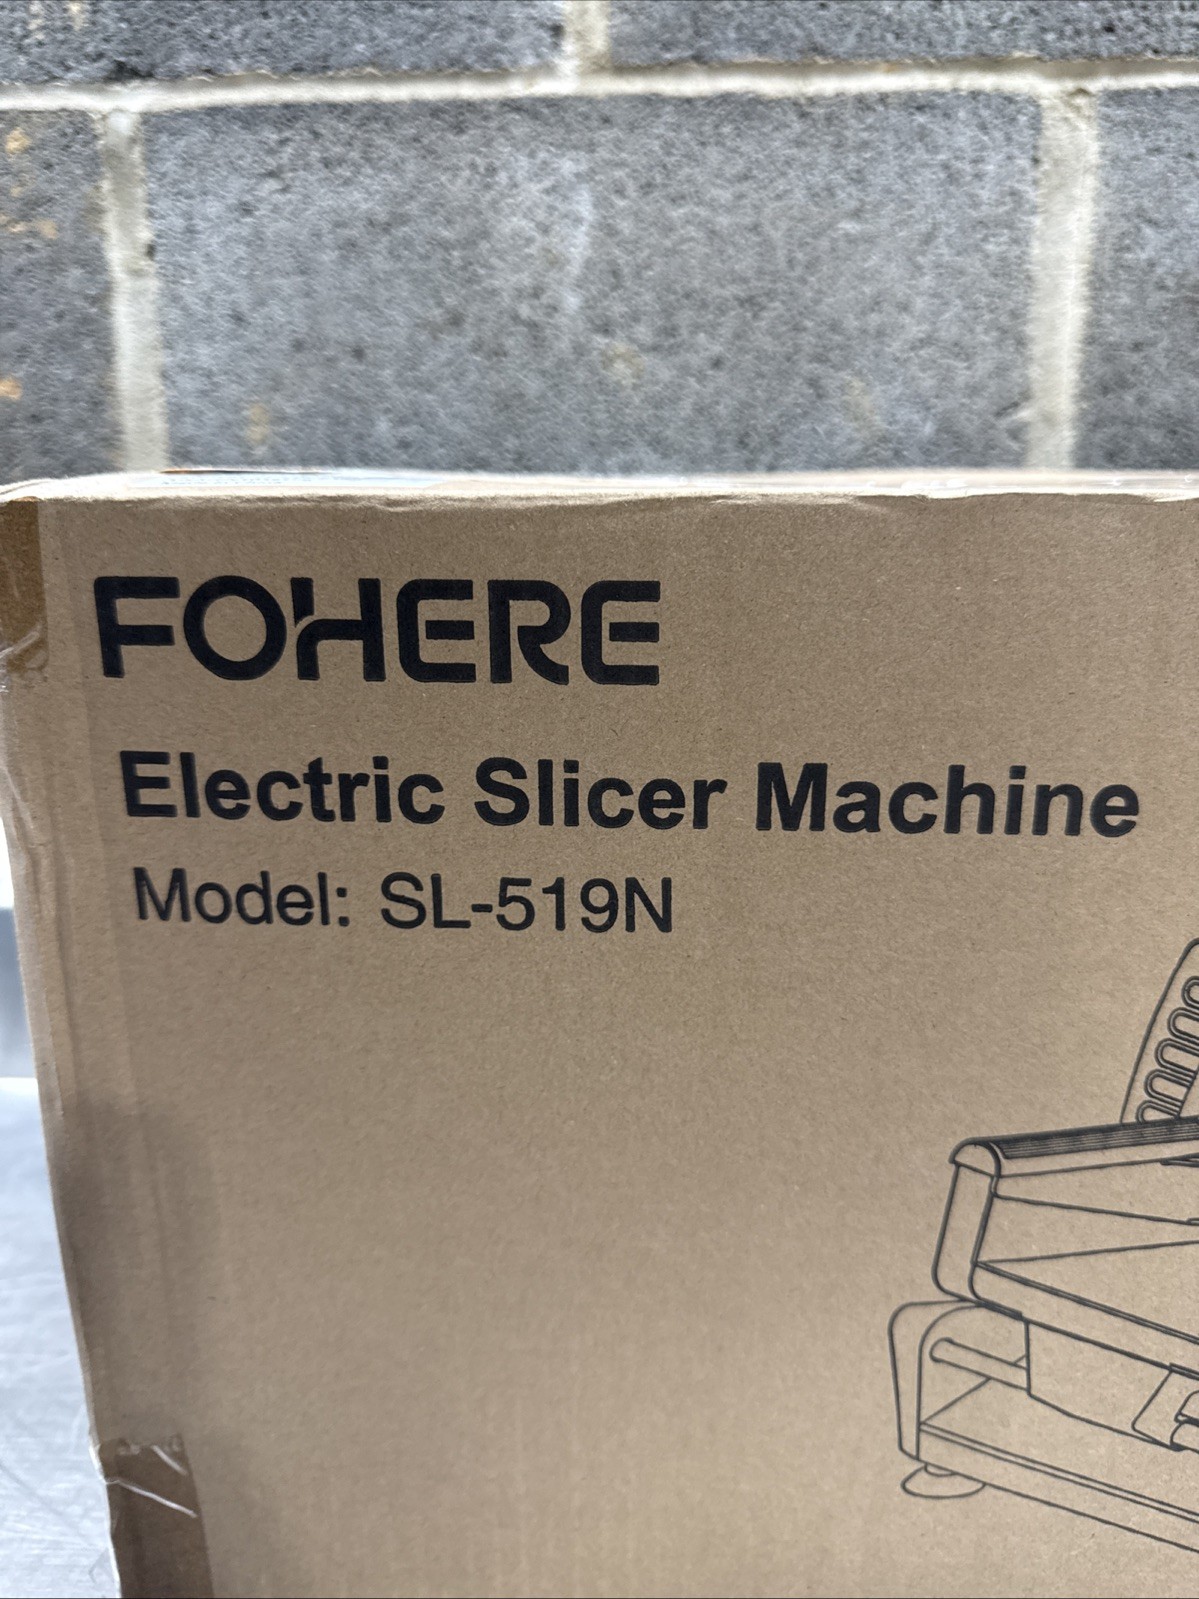 FOHERE
Electric Slicer Machine
Model: SL-519N